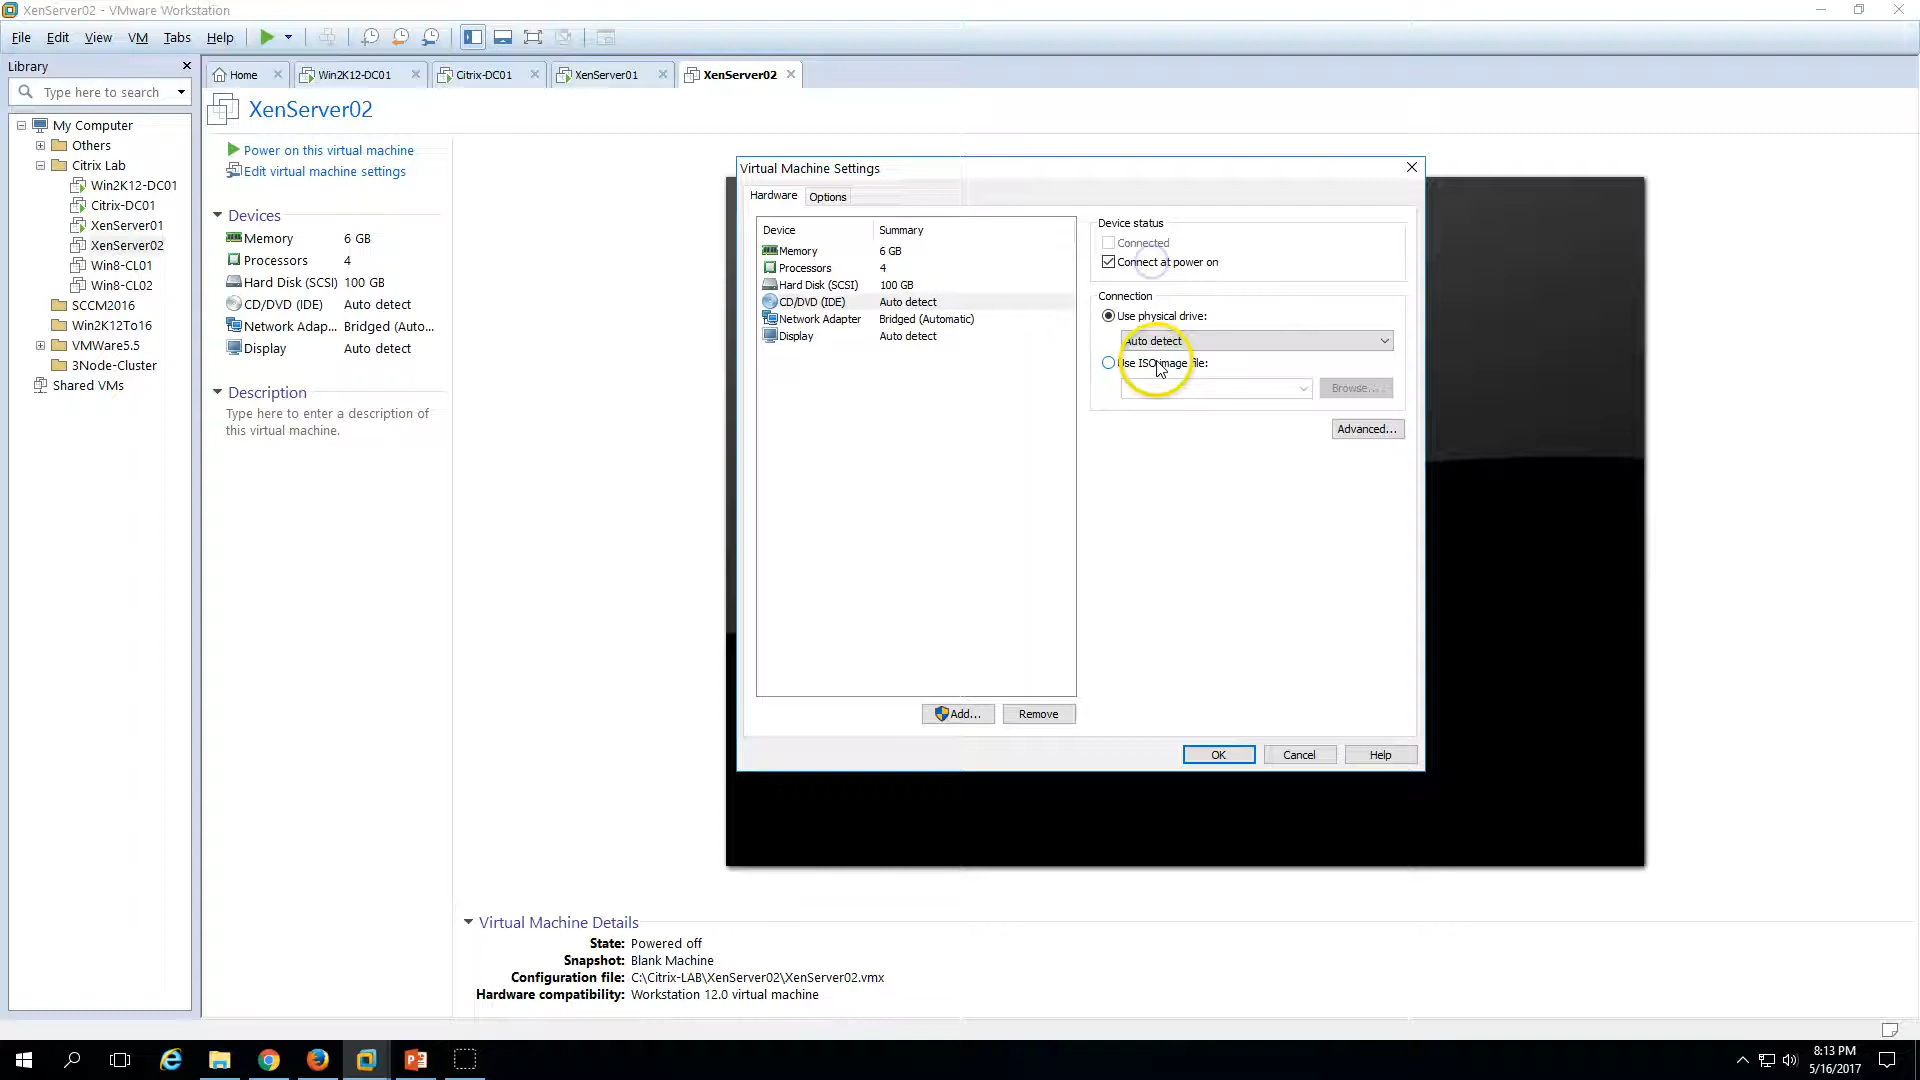 XenServer02 - VMware Workstation
File Edit View VM Tabs Help
Library
Home Win2K12-DC01 Citrix-DC01 XenServer01 XenServer02
Type here to search
XenServer02
My Computer
Others
Citrix Lab
Win2K12-DC01
Citrix-DC01
XenServer01
XenServer02
Win8-CL01
Win8-CL02
SCCM2016
Win2K12To16
VMWare5.5
3Node-Cluster
Shared VMs
Power on this virtual machine
Edit virtual machine settings
Devices
Memory 6 GB
Processors 4
Hard Disk (SCSI) 100 GB
CD/DVD (IDE) Auto detect
Network Adap... Bridged (Auto...
Display Auto detect
Description
Type here to enter a description of
this virtual machine.
Virtual Machine Settings
Hardware Options
Device Summary
Memory 6 GB
Processors 4
Hard Disk (SCSI) 100 GB
CD/DVD (IDE) Auto detect
Network Adapter Bridged (Automatic)
Display Auto detect
Device status
Connected
Connect at power on
Connection
Use physical drive:
Auto detect
Use ISO image file:
Browse...
Advanced...
Add... Remove
OK Cancel Help
Virtual Machine Details
State: Powered off
Snapshot: Blank Machine
Configuration file: C:\Citrix-LAB\XenServer02\XenServer02.vmx
Hardware compatibility: Workstation 12.0 virtual machine
8:13 PM
5/16/2017